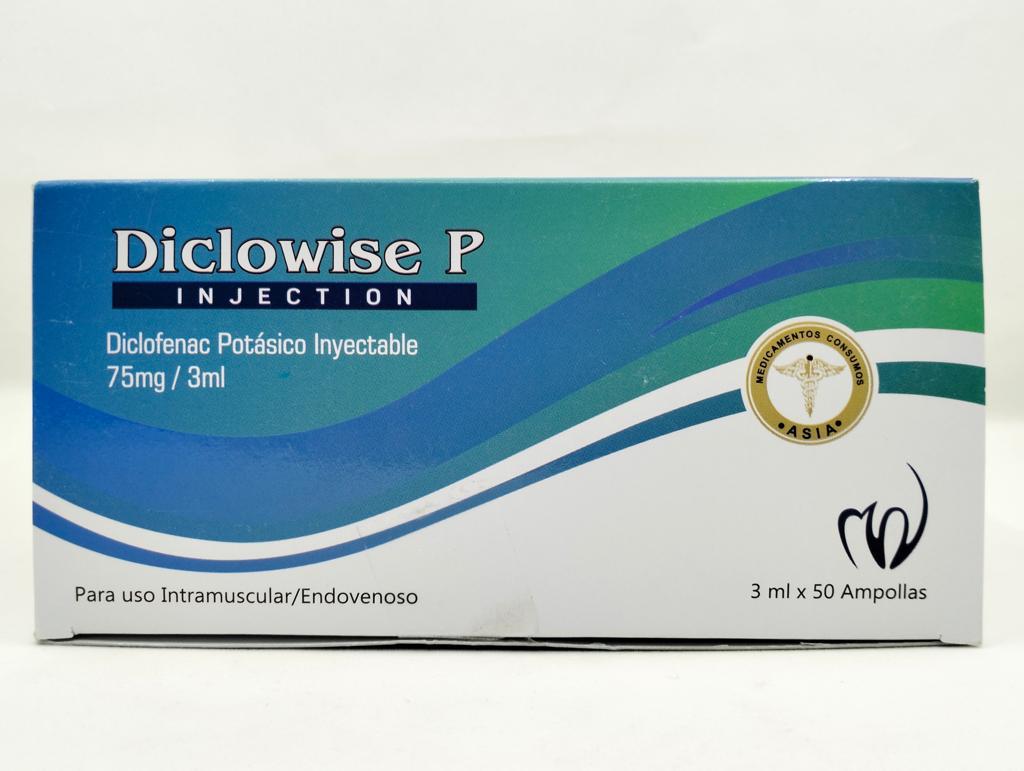 Diclowise P
INJECTION
Diclofenac Potásico Inyectable
75mg / 3ml
MEDICAMENTOS CONSUMOS
•ASIA•
Para uso Intramuscular/Endovenoso
3 ml x 50 Ampollas